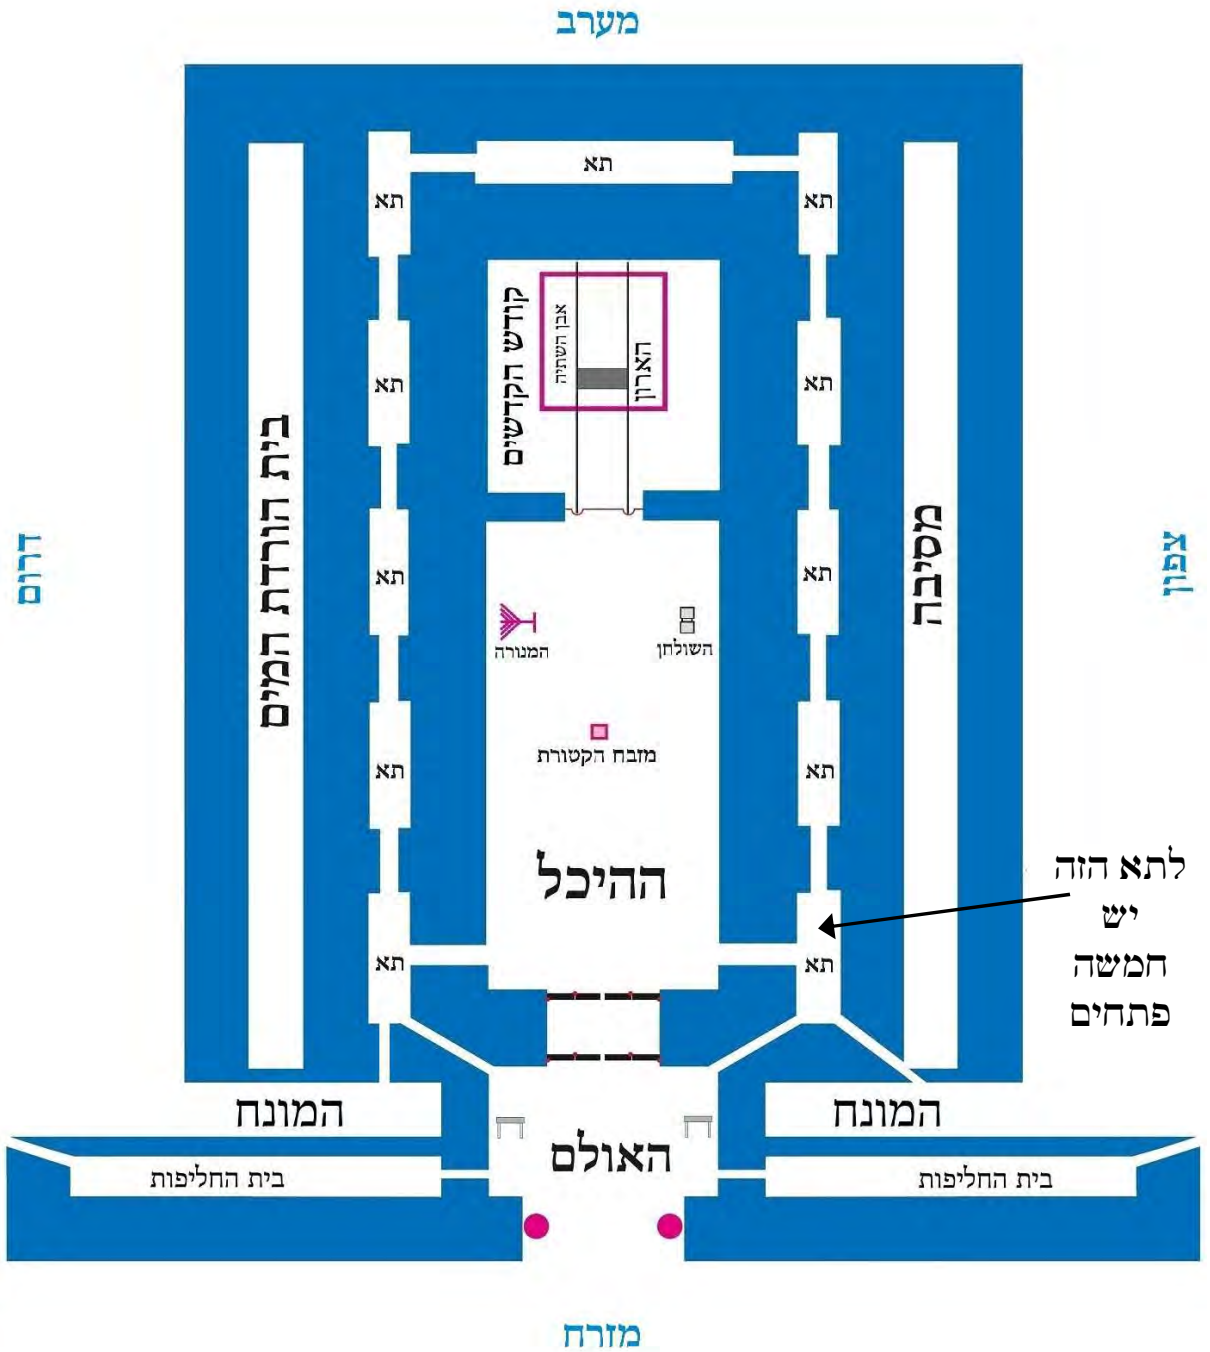 מערב
תא
תא
תא
קודש הקדשים
אבן השתיה
הארון
תא
תא
בית הורדת המים
מסיבה
דרום
צפון
תא
תא
המנורה
השולחן
מזבח הקטורת
תא
תא
ההיכל
לתא הזה
יש
חמשה
פתחים
תא
תא
המונח
המונח
האולם
בית החליפות
בית החליפות
מזרח